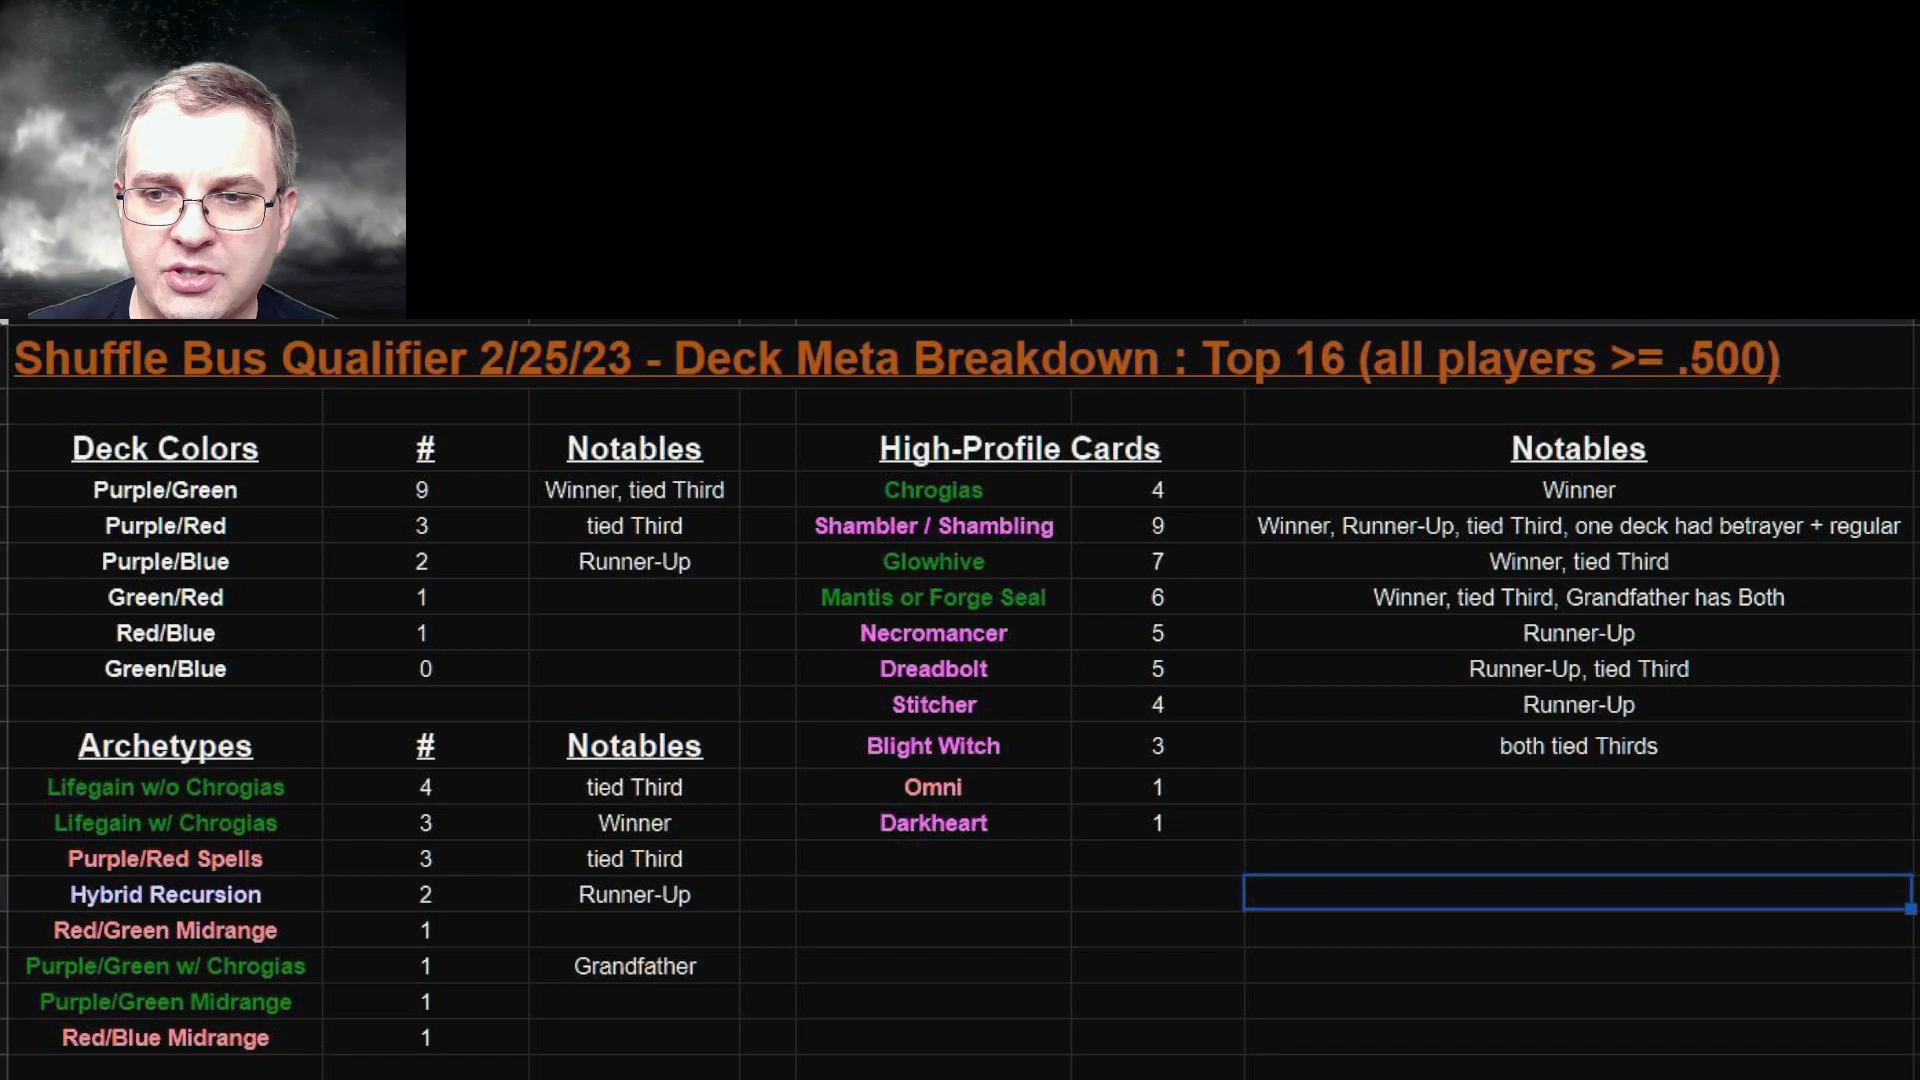 Shuffle Bus Qualifier 2/25/23 - Deck Meta Breakdown : Top 16 (all players >= .500)
Deck Colors # Notables
Purple/Green 9 Winner, tied Third
Purple/Red 3 tied Third
Purple/Blue 2 Runner-Up
Green/Red 1
Red/Blue 1
Green/Blue 0
Archetypes # Notables
Lifegain w/o Chrogias 4 tied Third
Lifegain w/ Chrogias 3 Winner
Purple/Red Spells 3 tied Third
Hybrid Recursion 2 Runner-Up
Red/Green Midrange 1
Purple/Green w/ Chrogias 1 Grandfather
Purple/Green Midrange 1
Red/Blue Midrange 1
High-Profile Cards Notables
Chrogias 4 Winner
Shambler / Shambling 9 Winner, Runner-Up, tied Third, one deck had betrayer + regular
Glowhive 7 Winner, tied Third
Mantis or Forge Seal 6 Winner, tied Third, Grandfather has Both
Necromancer 5 Runner-Up
Dreadbolt 5 Runner-Up, tied Third
Stitcher 4 Runner-Up
Blight Witch 3 both tied Thirds
Omni 1
Darkheart 1